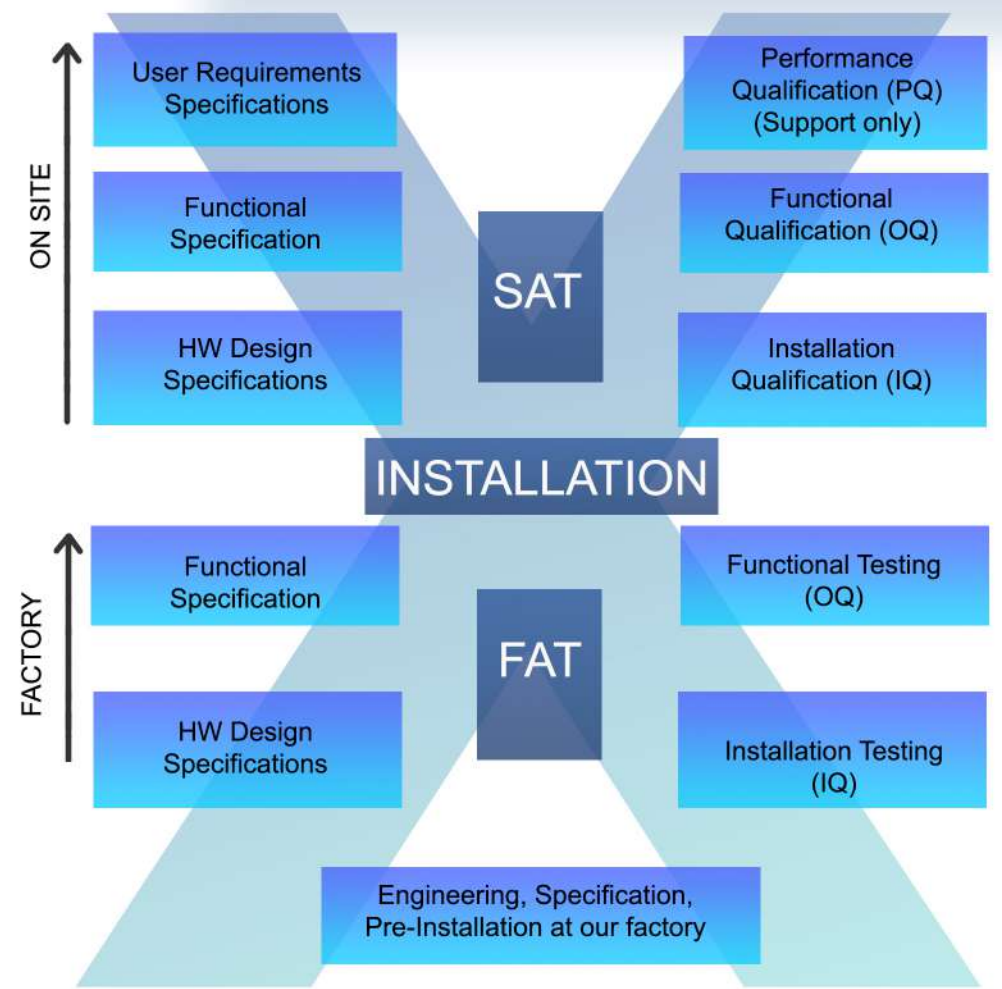 ON SITE
User Requirements
Specifications
Performance
Qualification (PQ)
(Support only)
Functional
Specification
SAT
Functional
Qualification (OQ)
HW Design
Specifications
Installation
Qualification (IQ)
INSTALLATION
FACTORY
Functional
Specification
FAT
Functional Testing
(OQ)
HW Design
Specifications
Installation Testing
(IQ)
Engineering, Specification,
Pre-Installation at our factory